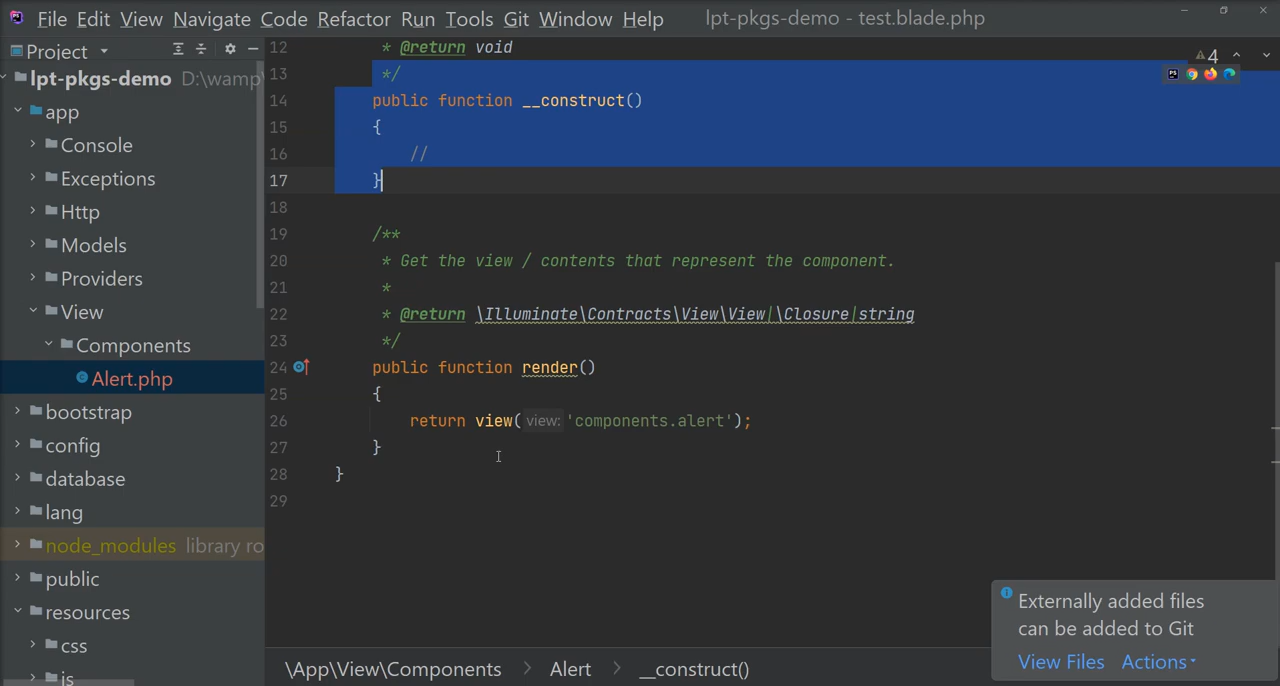 File Edit View Navigate Code Refactor Run Tools Git Window Help lpt-pkgs-demo - test.blade.php
Project
lpt-pkgs-demo D:\wamp
app
Console
Exceptions
Http
Models
Providers
View
Components
Alert.php
bootstrap
config
database
lang
node_modules library ro
public
resources
css
js
12 * @return void
13 */
14 public function __construct()
15 {
16 //
17 }
18
19 /**
20 * Get the view / contents that represent the component.
21 *
22 * @return \Illuminate\Contracts\View\View|\Closure|string
23 */
24 public function render()
25 {
26 return view( view: 'components.alert');
27 }
28 }
29
4
PS
Externally added files
can be added to Git
View Files Actions
\App\View\Components > Alert > __construct()